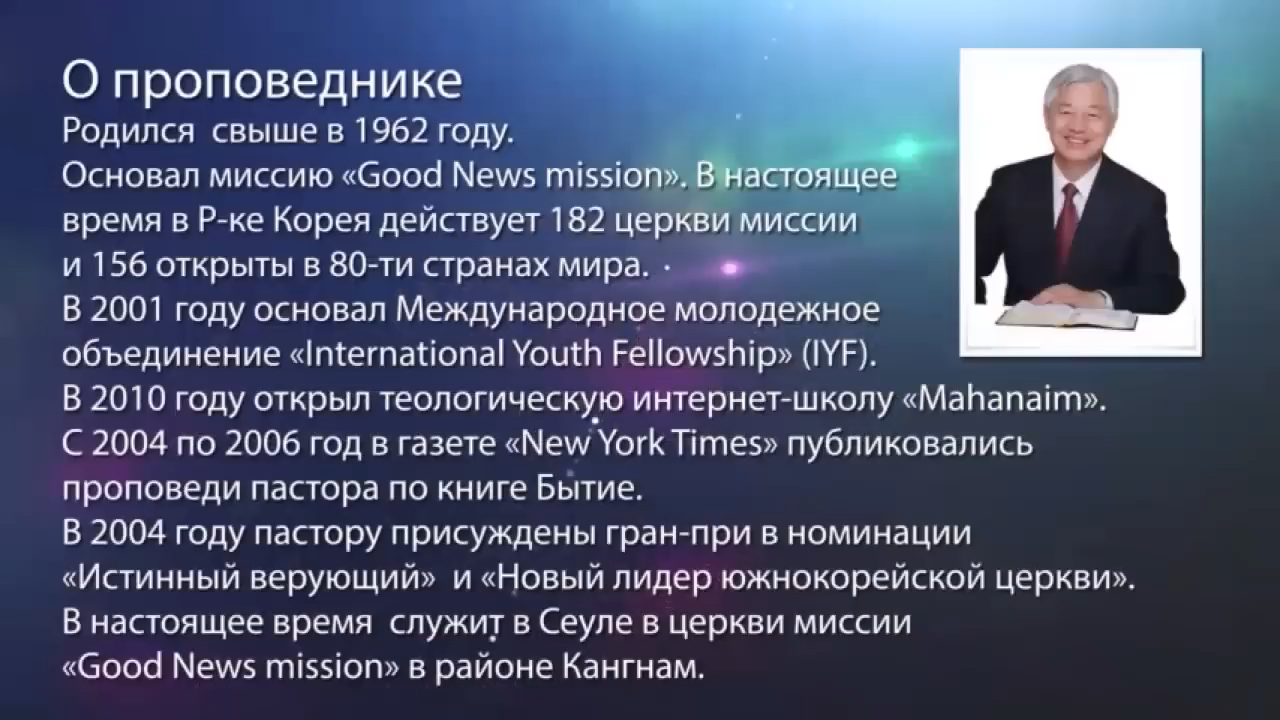 О проповеднике
Родился свыше в 1962 году.
Основал миссию «Good News mission». В настоящее
время в Р-ке Корея действует 182 церкви миссии
и 156 открыты в 80-ти странах мира.
В 2001 году основал Международное молодежное
объединение «International Youth Fellowship» (IYF).
В 2010 году открыл теологическую интернет-школу «Mahanaim».
С 2004 по 2006 год в газете «New York Times» публиковались
проповеди пастора по книге Бытие.
В 2004 году пастору присуждены гран-при в номинации
«Истинный верующий» и «Новый лидер южнокорейской церкви».
В настоящее время служит в Сеуле в церкви миссии
«Good News mission» в районе Кангнам.